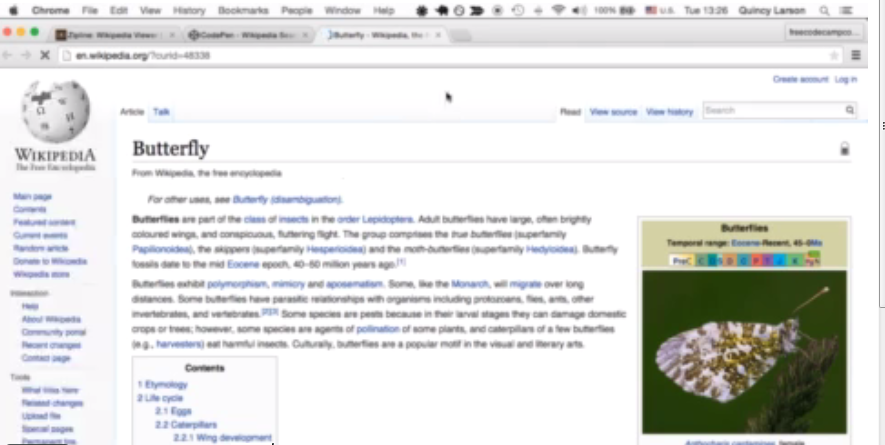 Chrome File Edit View History Bookmarks People Window Help 100% U.S. Tue 13:26 Quincy Larson
Zipline: Wikipedia Viewer CodePen - Wikipedia Butterfly - Wikipedia, the freecodecampco...
en.wikipedia.org/?curid=48338
Create account Log in
Article Talk Read View source View history Search
WIKIPEDIA
The Free Encyclopedia
Butterfly
From Wikipedia, the free encyclopedia
For other uses, see Butterfly (disambiguation).
Main page
Contents
Featured content
Current events
Random article
Donate to Wikipedia
Wikipedia store
Interaction
Help
About Wikipedia
Community portal
Recent changes
Contact page
Tools
What links here
Related changes
Upload file
Special pages
Permanent link
Butterflies are part of the class of insects in the order Lepidoptera. Adult butterflies have large, often brightly
coloured wings, and conspicuous, fluttering flight. The group comprises the true butterflies (superfamily
Papilionoidea), the skippers (superfamily Hesperioidea) and the moth-butterflies (superfamily Hedyloidea). Butterfly
fossils date to the mid Eocene epoch, 40–50 million years ago.[1]
Butterflies exhibit polymorphism, mimicry and aposematism. Some, like the Monarch, will migrate over long
distances. Some butterflies have parasitic relationships with organisms including protozoans, flies, ants, other
invertebrates, and vertebrates.[2][3] Some species are pests because in their larval stages they can damage domestic
crops or trees; however, some species are agents of pollination of some plants, and caterpillars of a few butterflies
(e.g., harvesters) eat harmful insects. Culturally, butterflies are a popular motif in the visual and literary arts.
Contents
1 Etymology
2 Life cycle
2.1 Eggs
2.2 Caterpillars
2.2.1 Wing development
Butterflies
Temporal range: Eocene-Recent, 45–0Ma
PreЄ Є O S D C P T J K PgN
Anthocharis cardamines, female